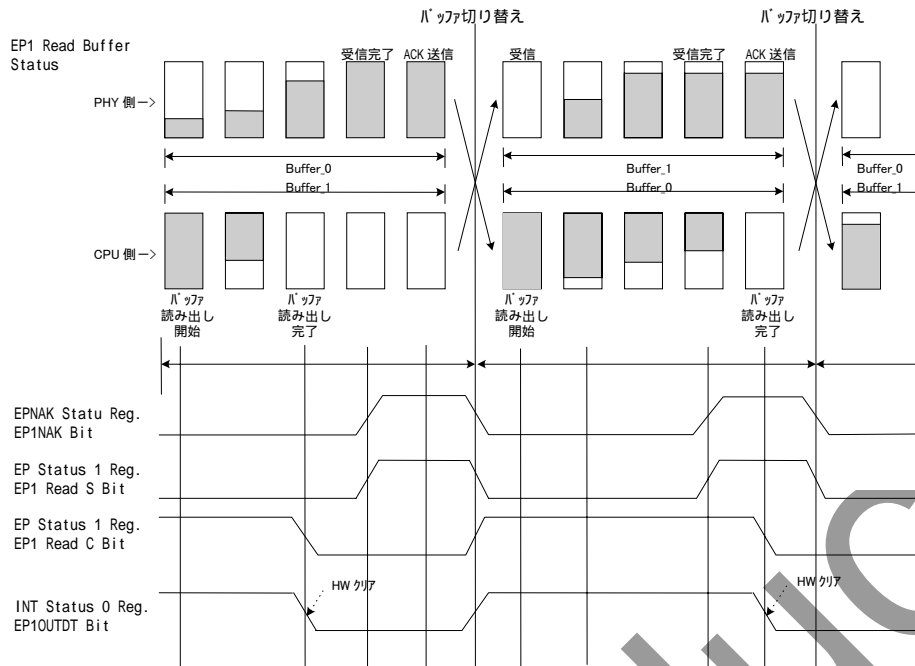 バッファ切り替え
バッファ切り替え
EP1 Read Buffer
Status
受信完了
ACK 送信
受信
受信完了
ACK 送信
PHY 側ー>
Buffer_0
Buffer_1
Buffer_0
Buffer_1
Buffer_0
Buffer_1
CPU 側ー>
バッファ
読み出し
開始
バッファ
読み出し
完了
バッファ
読み出し
開始
バッファ
読み出し
完了
EPNAK Statu Reg.
EP1NAK Bit
EP Status 1 Reg.
EP1 Read S Bit
EP Status 1 Reg.
EP1 Read C Bit
HW クリア
HW クリア
INT Status 0 Reg.
EP1OUTDT Bit